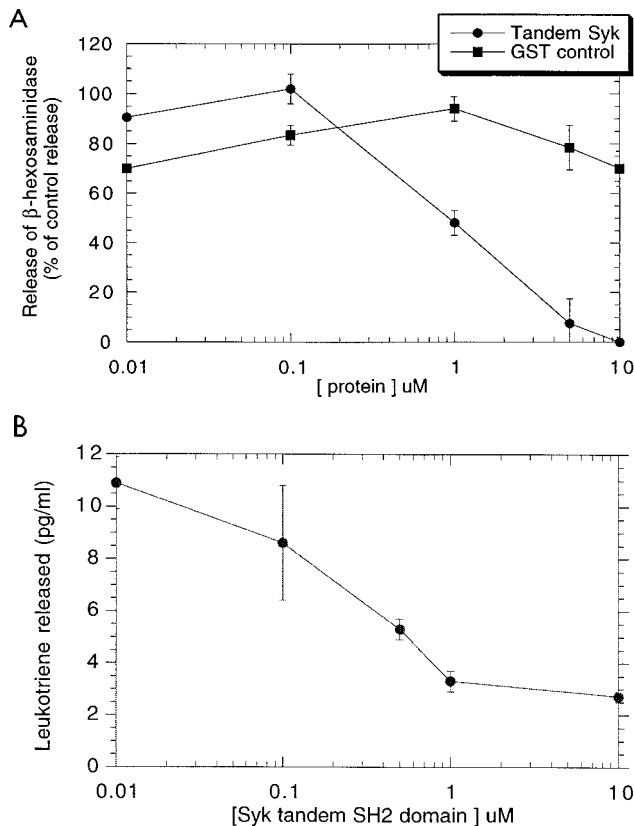 A
Tandem Syk
GST control
Release of β-hexosaminidase
(% of control release)
120
100
80
60
40
20
0
0.01
0.1
1
10
[ protein ] uM
B
Leukotriene released (pg/ml)
12
10
8
6
4
2
0
0.01
0.1
1
10
[Syk tandem SH2 domain ] uM